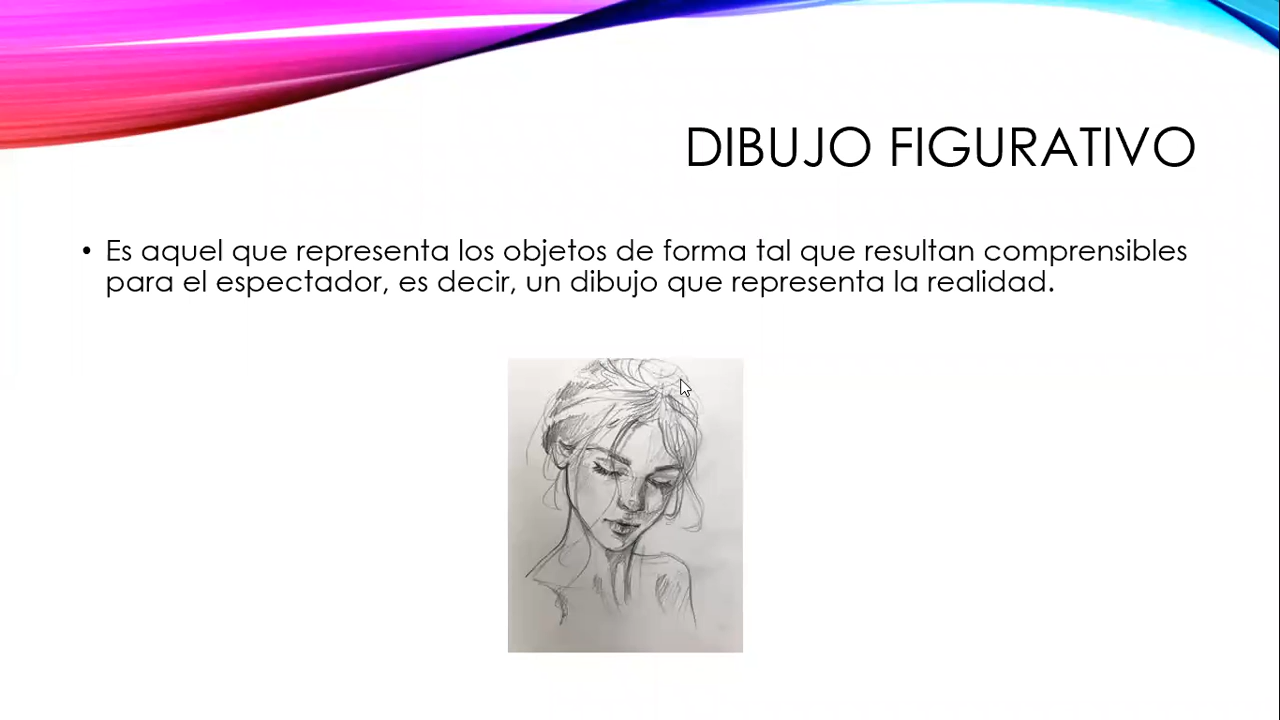 DIBUJO FIGURATIVO
• Es aquel que representa los objetos de forma tal que resultan comprensibles
para el espectador, es decir, un dibujo que representa la realidad.